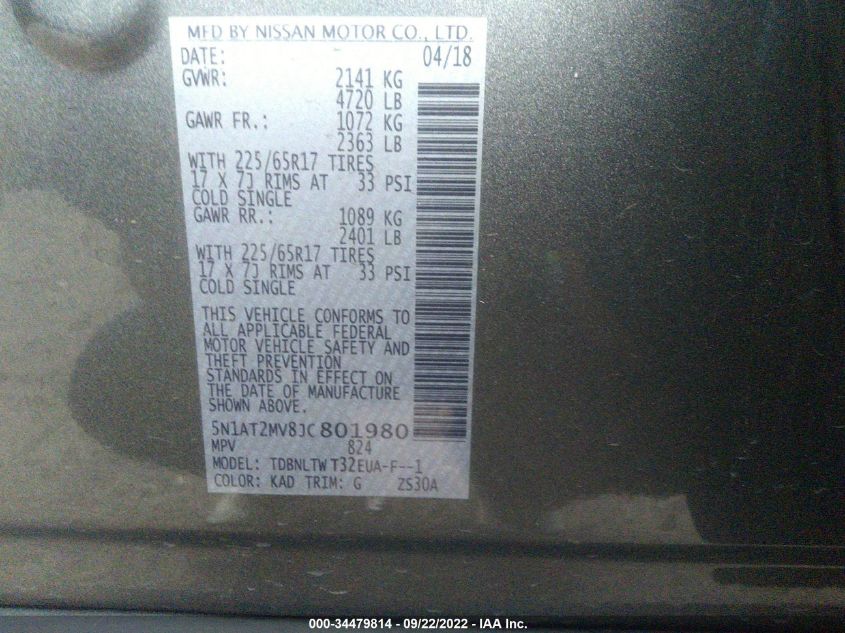 MFD BY NISSAN MOTOR CO., LTD.
DATE: 04/18
GVWR: 2141 KG
4720 LB
GAWR FR.: 1072 KG
2363 LB
WITH 225/65R17 TIRES
17 X 7J RIMS AT 33 PSI
COLD SINGLE
GAWR RR.: 1089 KG
2401 LB
WITH 225/65R17 TIRES
17 X 7J RIMS AT 33 PSI
COLD SINGLE
THIS VEHICLE CONFORMS TO
ALL APPLICABLE FEDERAL
MOTOR VEHICLE SAFETY AND
THEFT PREVENTION
STANDARDS IN EFFECT ON
THE DATE OF MANUFACTURE
SHOWN ABOVE.
5N1AT2MV8JC801980
MPV 824
MODEL: TDBNLTW T32EUA-F--1
COLOR: KAD TRIM: G ZS30A
000-34479814 - 09/22/2022 - IAA Inc.